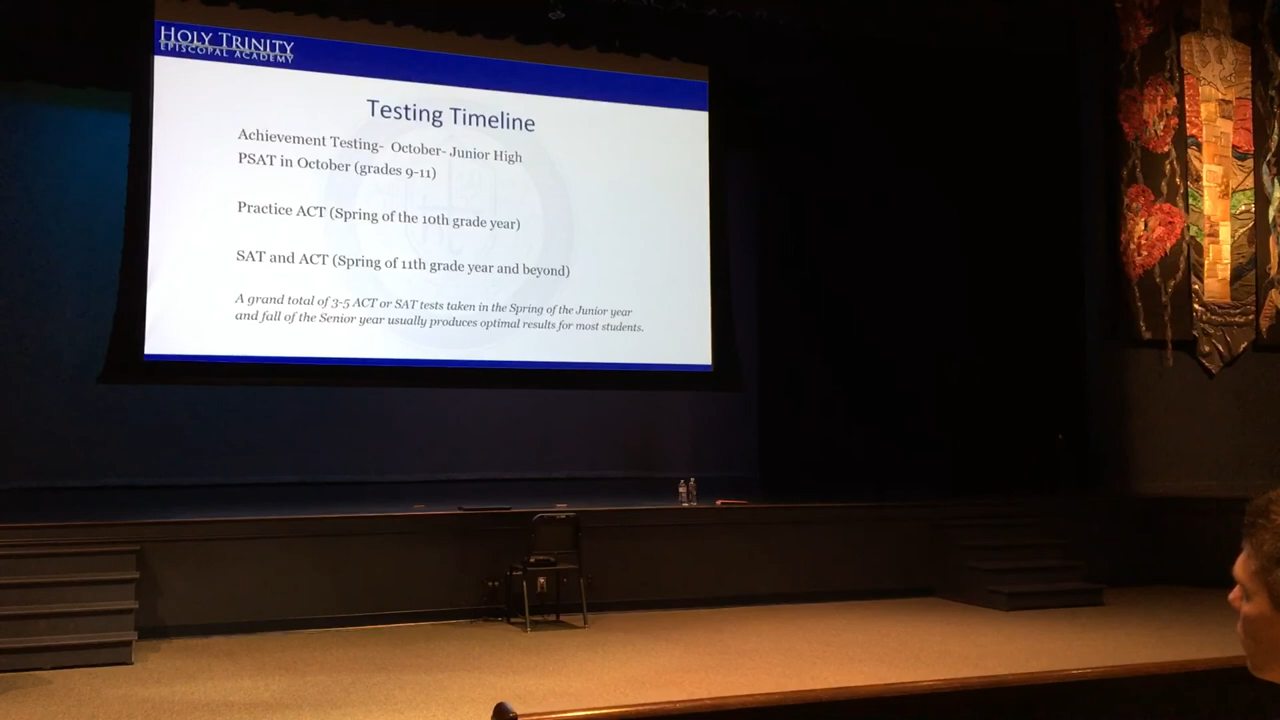 HOLY TRINITY
EPISCOPAL ACADEMY
Testing Timeline
Achievement Testing- October- Junior High
PSAT in October (grades 9-11)
Practice ACT (Spring of the 10th grade year)
SAT and ACT (Spring of 11th grade year and beyond)
A grand total of 3-5 ACT or SAT tests taken in the Spring of the Junior year
and fall of the Senior year usually produces optimal results for most students.